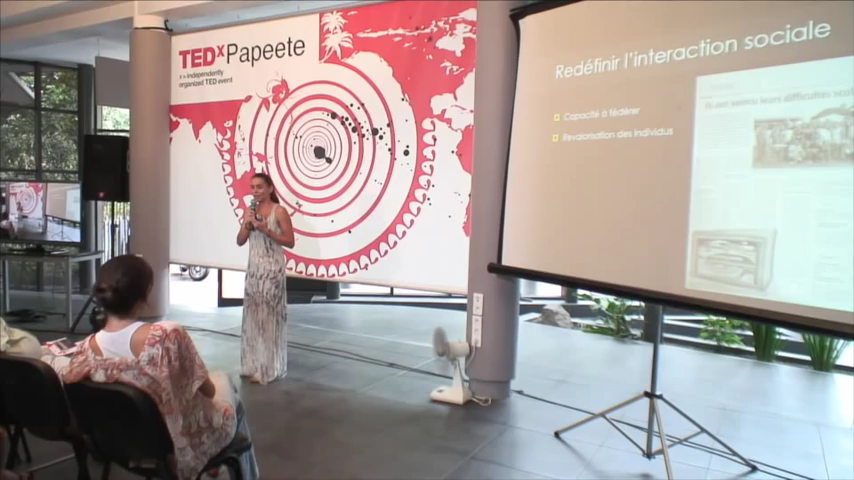 TEDxPapeete
x = independently
organized TED event
Redéfinir l'interaction sociale
Capacité à fédérer
Revalorisation des individus